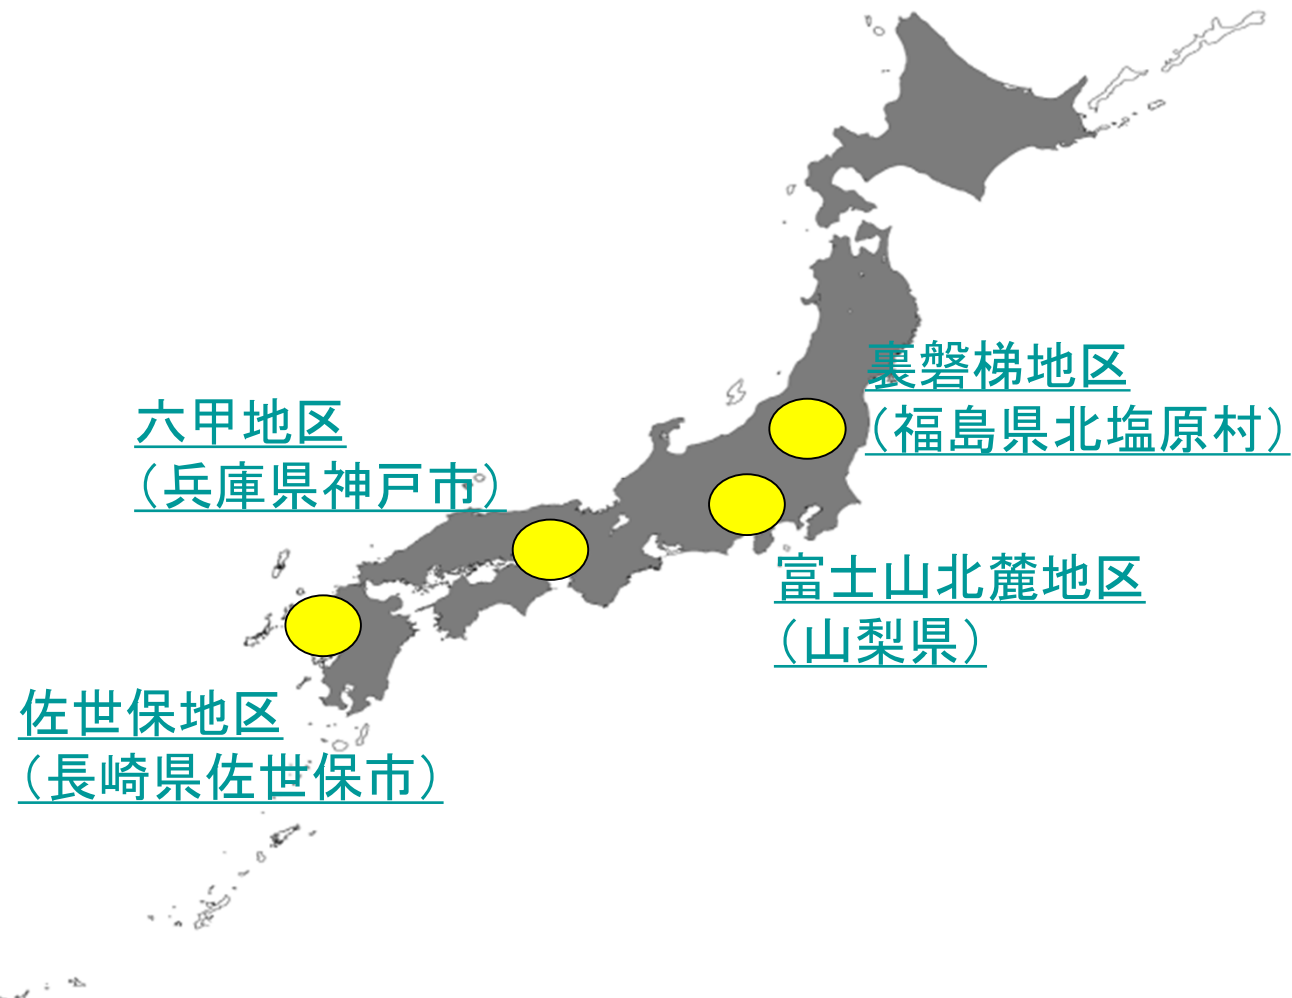 裏磐梯地区
（福島県北塩原村）
六甲地区
（兵庫県神戸市）
富士山北麓地区
（山梨県）
佐世保地区
（長崎県佐世保市）